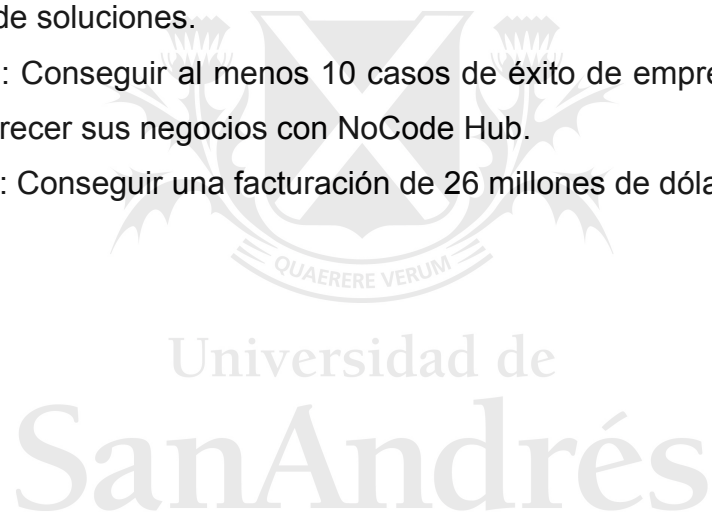 de soluciones.
: Conseguir al menos 10 casos de éxito de empre
recer sus negocios con NoCode Hub.
: Conseguir una facturación de 26 millones de dóla
QUAERERE VERUM
Universidad de
SanAndrés